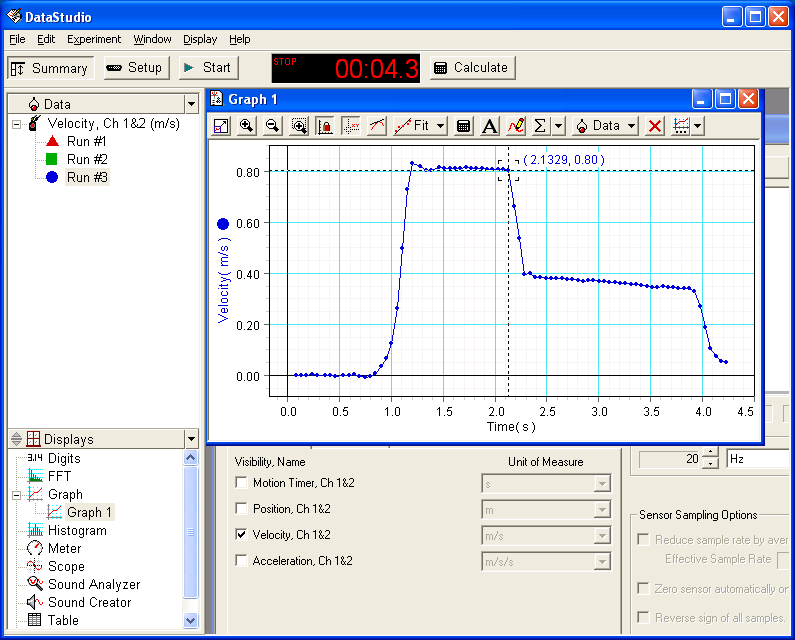 DataStudio
File Edit Experiment Window Display Help
Summary Setup Start STOP 00:04.3 Calculate
Data
Velocity, Ch 1&2 (m/s)
Run #1
Run #2
Run #3
Graph 1
Fit A Σ Data
( 2.1329, 0.80 )
Velocity( m/s )
0.80
0.60
0.40
0.20
0.00
0.0 0.5 1.0 1.5 2.0 2.5 3.0 3.5 4.0 4.5
Time( s )
Displays
3.14 Digits
FFT
Graph
Graph 1
Histogram
Meter
Scope
Sound Analyzer
Sound Creator
Table
Visibility, Name Unit of Measure
Motion Timer, Ch 1&2 s
Position, Ch 1&2 m
Velocity, Ch 1&2 m/s
Acceleration, Ch 1&2 m/s/s
20 Hz
Sensor Sampling Options
Reduce sample rate by aver
Effective Sample Rate
Zero sensor automatically on
Reverse sign of all samples.